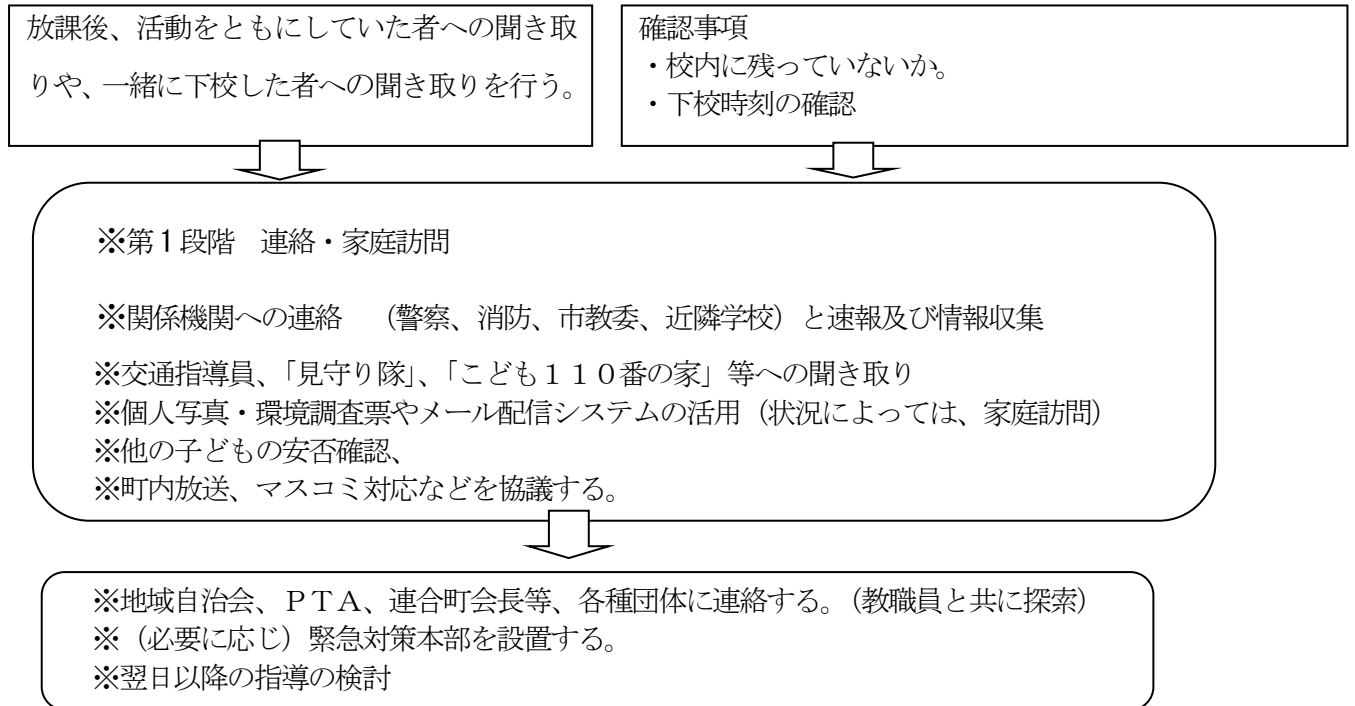 放課後、活動をともにしていた者への聞き取
りや、一緒に下校した者への聞き取りを行う。
確認事項
・校内に残っていないか。
・下校時刻の確認
※第1段階　連絡・家庭訪問
※関係機関への連絡　（警察、消防、市教委、近隣学校）と速報及び情報収集
※交通指導員、「見守り隊」、「こども１１０番の家」等への聞き取り
※個人写真・環境調査票やメール配信システムの活用（状況によっては、家庭訪問）
※他の子どもの安否確認、
※町内放送、マスコミ対応などを協議する。
※地域自治会、ＰＴＡ、連合町会長等、各種団体に連絡する。（教職員と共に探索）
※（必要に応じ）緊急対策本部を設置する。
※翌日以降の指導の検討